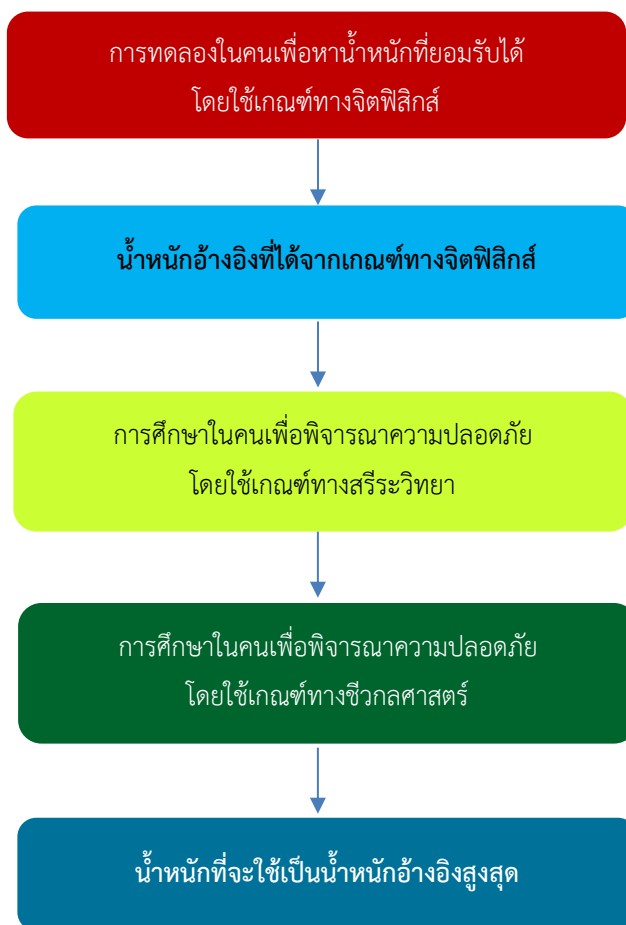 การทดลองในคนเพื่อหาน้ำหนักที่ยอมรับได้
โดยใช้เกณฑ์ทางจิตฟิสิกส์
น้ำหนักอ้างอิงที่ได้จากเกณฑ์ทางจิตฟิสิกส์
การศึกษาในคนเพื่อพิจารณาความปลอดภัย
โดยใช้เกณฑ์ทางสรีระวิทยา
การศึกษาในคนเพื่อพิจารณาความปลอดภัย
โดยใช้เกณฑ์ทางชีวกลศาสตร์
น้ำหนักที่จะใช้เป็นน้ำหนักอ้างอิงสูงสุด